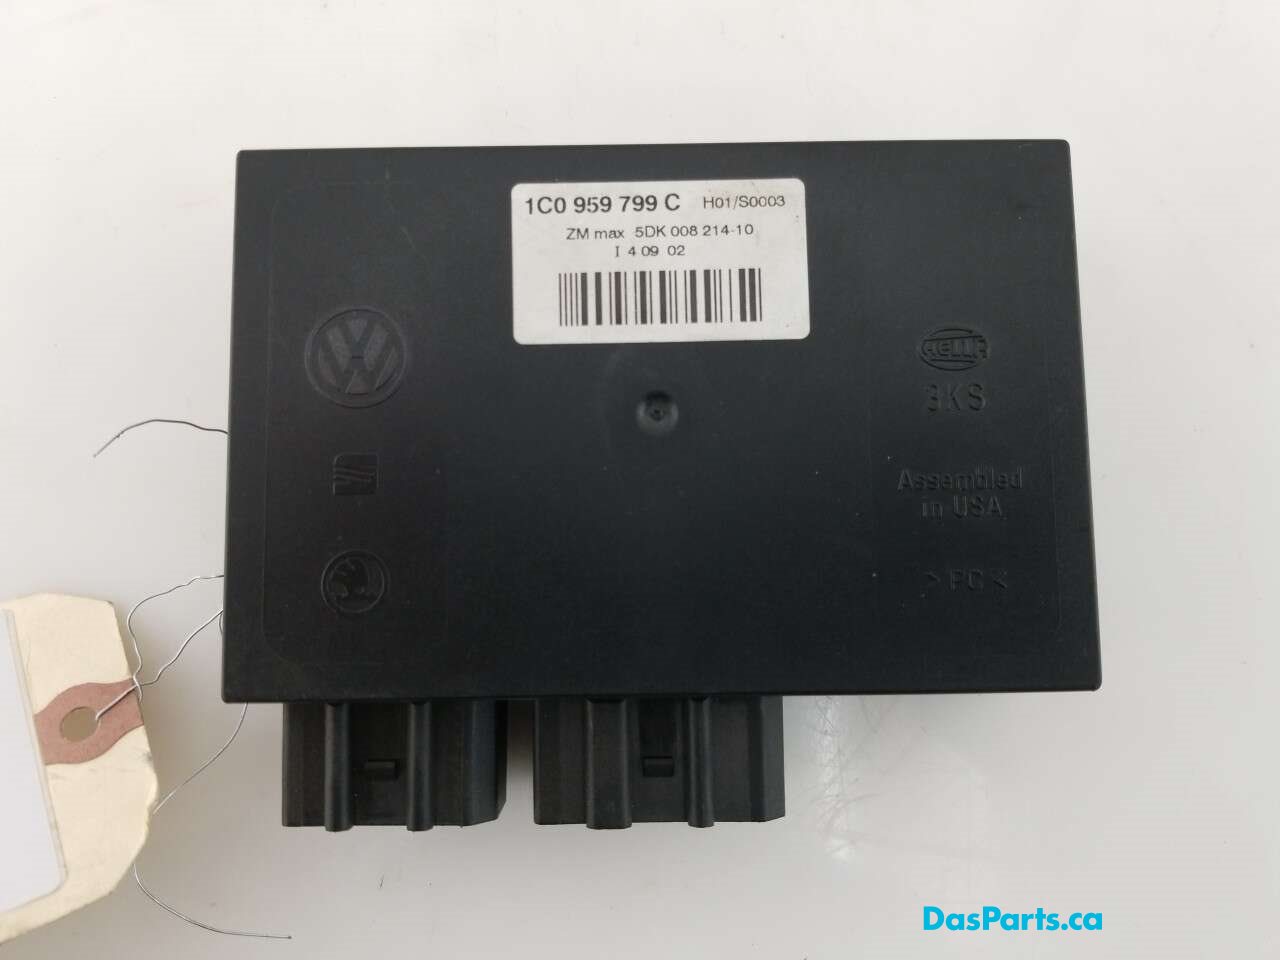 1C0 959 799 C H01/S0003
ZM max 5DK 008 214-10
I 4 09 02
HELLA
3KS
Assembled
in USA
> PC <
DasParts.ca